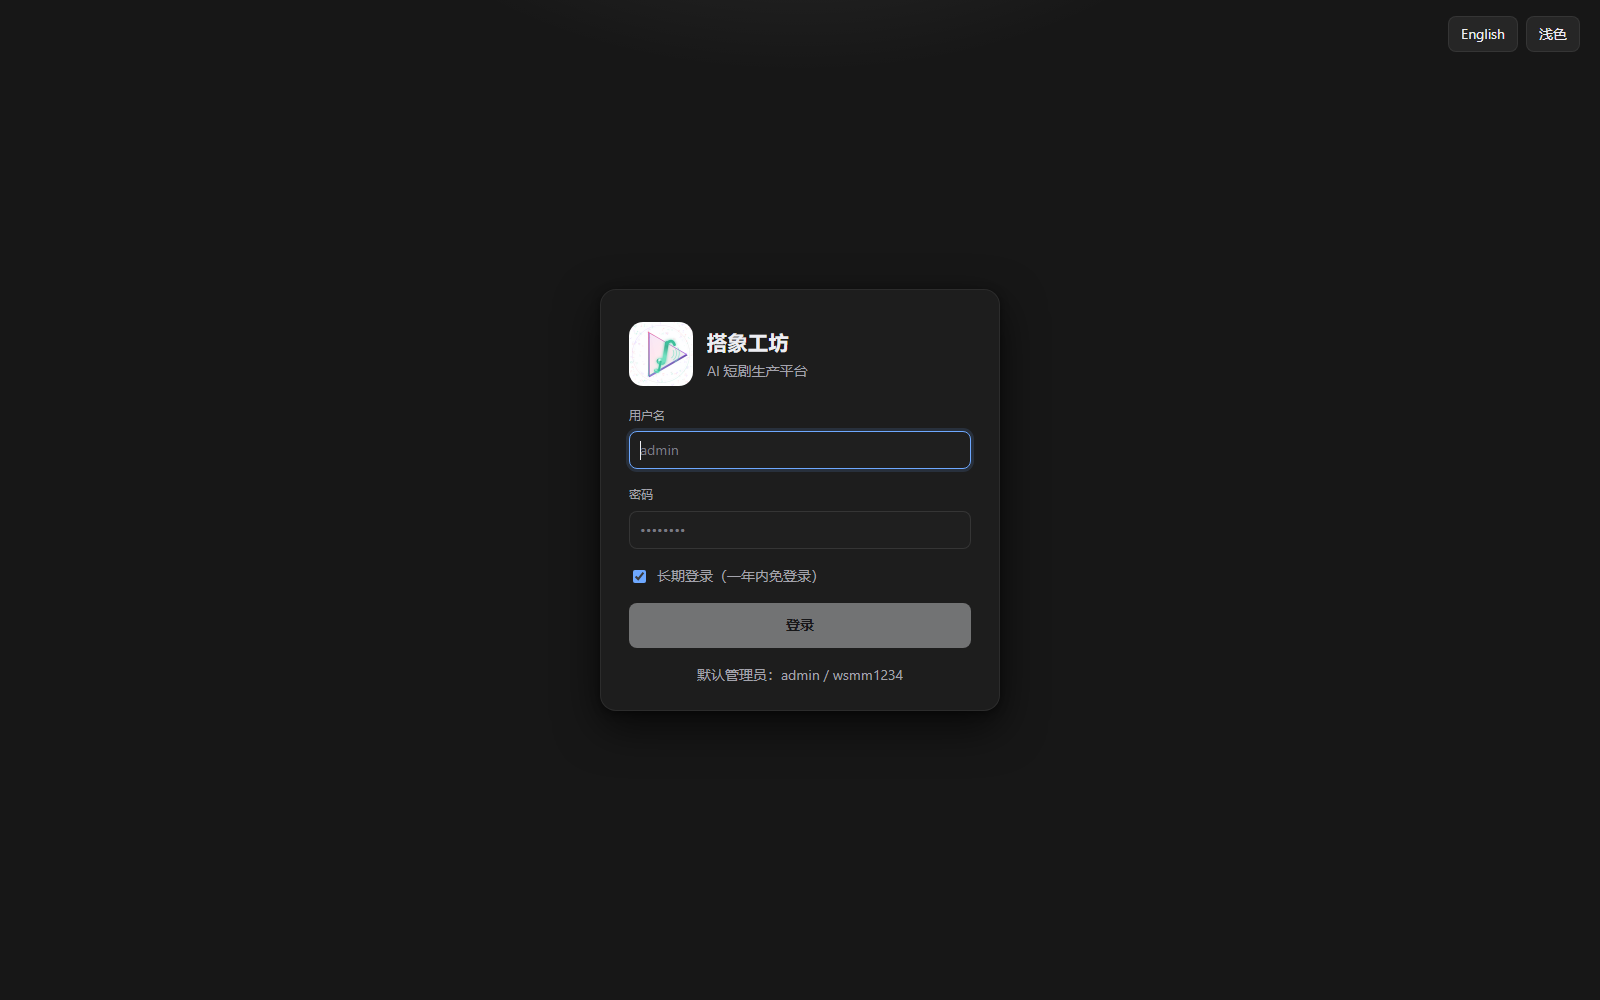 English
浅色
搭象工坊
AI 短剧生产平台
用户名
admin
密码
••••••••
长期登录（一年内免登录）
登录
默认管理员：admin / wsmm1234